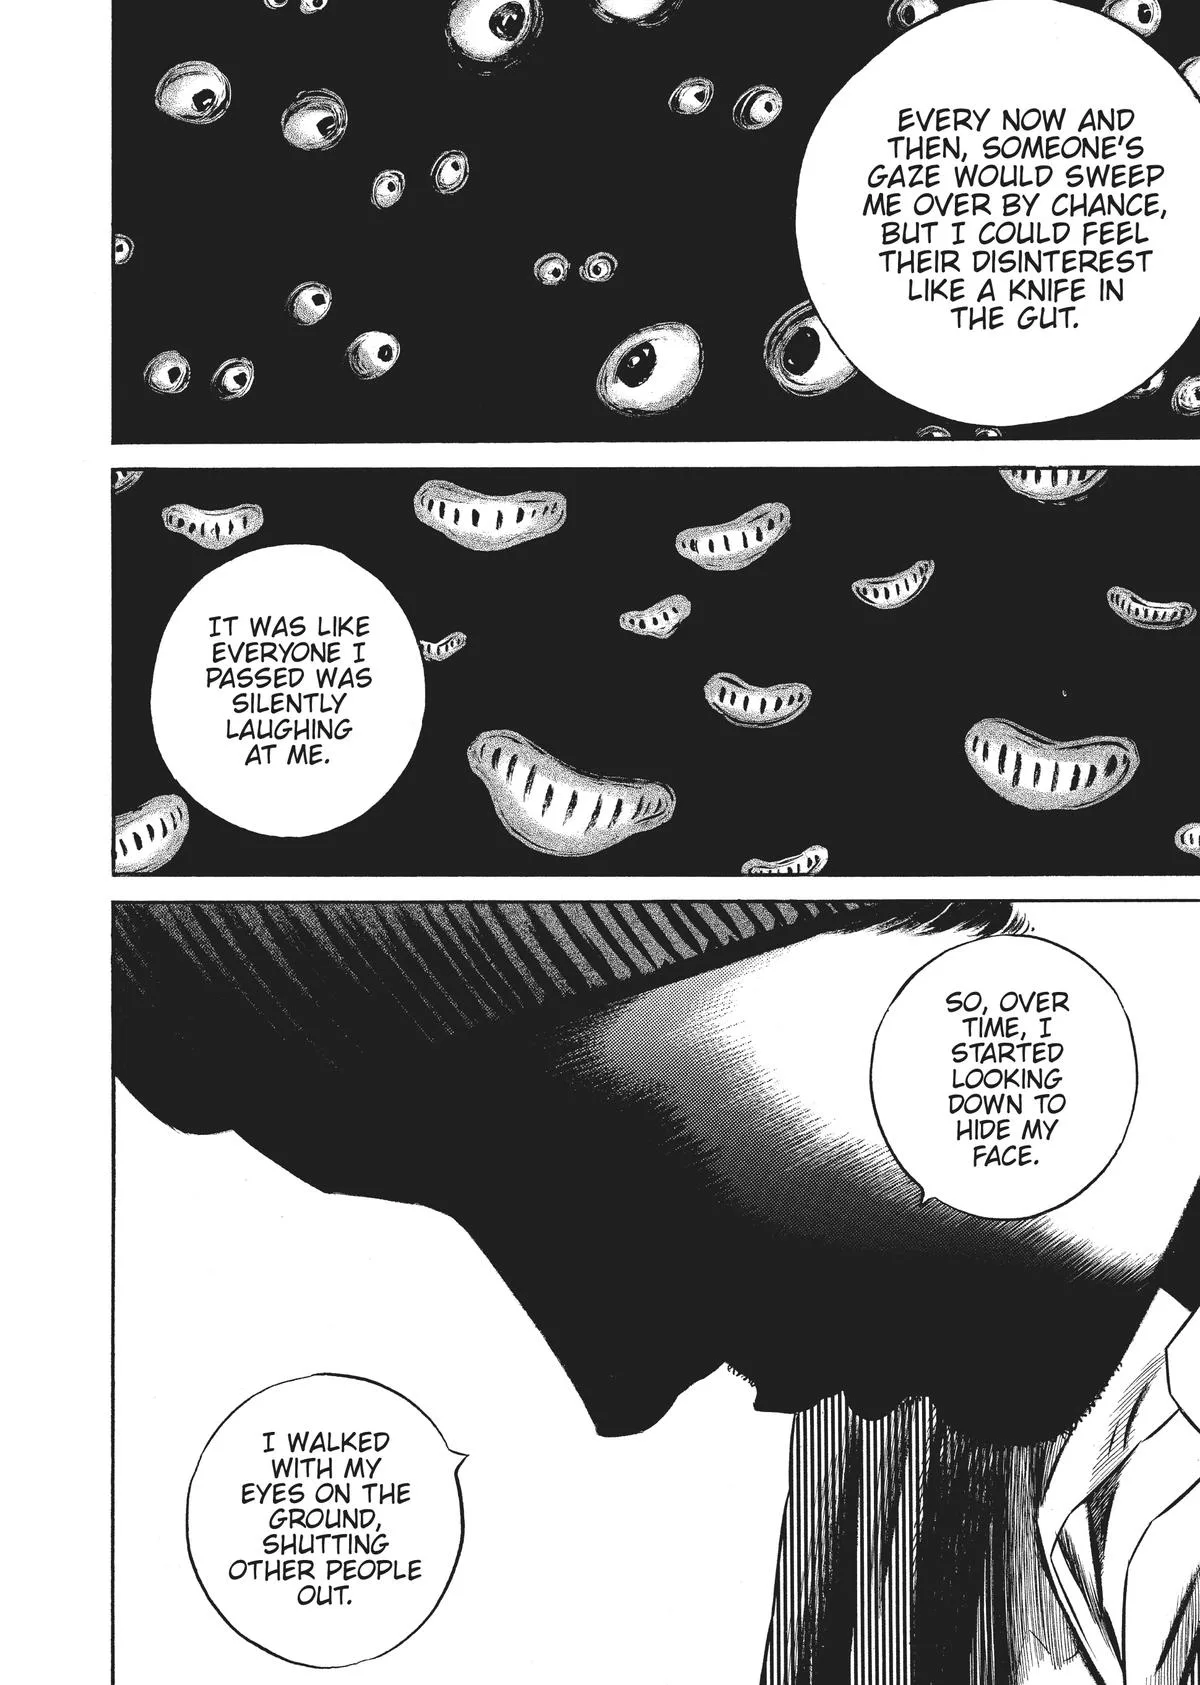 EVERY NOW AND
THEN, SOMEONE'S
GAZE WOULD SWEEP
ME OVER BY CHANCE,
BUT I COULD FEEL
THEIR DISINTEREST
LIKE A KNIFE IN
THE GUT.
IT WAS LIKE
EVERYONE I
PASSED WAS
SILENTLY
LAUGHING
AT ME.
SO, OVER
TIME, I
STARTED
LOOKING
DOWN TO
HIDE MY
FACE.
I WALKED
WITH MY
EYES ON THE
GROUND,
SHUTTING
OTHER PEOPLE
OUT.